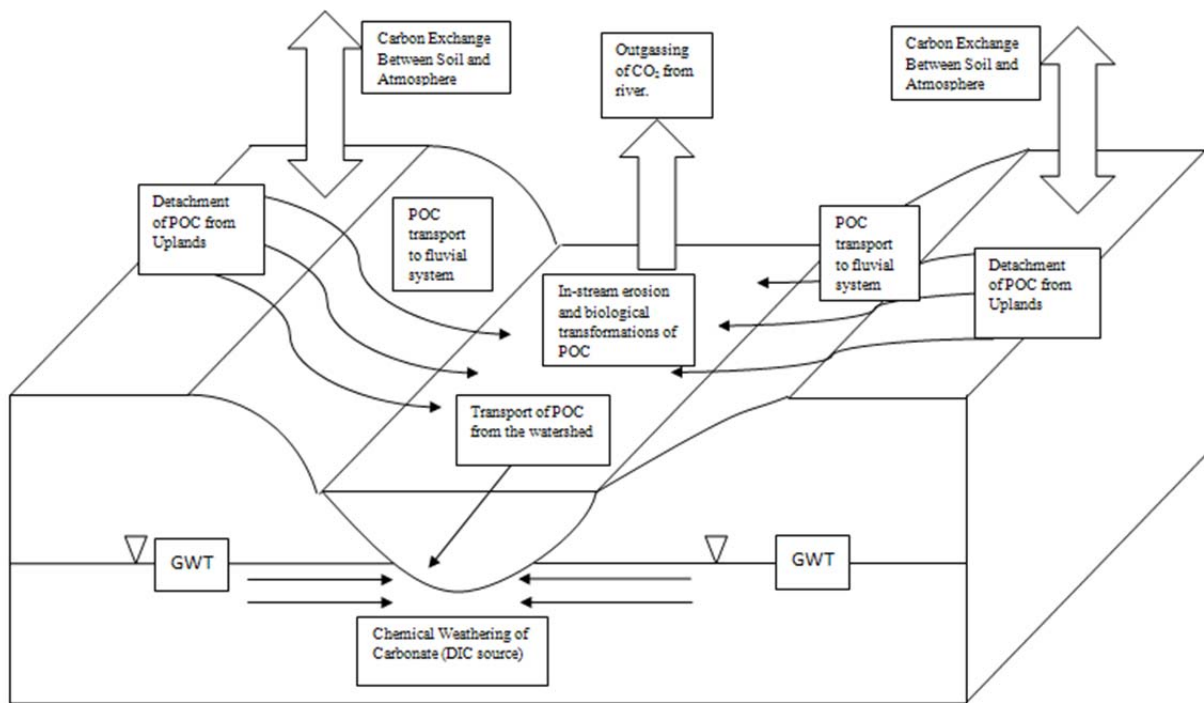 Carbon Exchange
Between Soil and
Atmosphere
Outgassing
of CO₂ from
river.
Carbon Exchange
Between Soil and
Atmosphere
Detachment
of POC from
Uplands
POC
transport
to fluvial
system
POC
transport
to fluvial
system
Detachment
of POC from
Uplands
In-stream erosion
and biological
transformations of
POC
Transport of POC
from the watershed
GWT
GWT
Chemical Weathering of
Carbonate (DIC source)